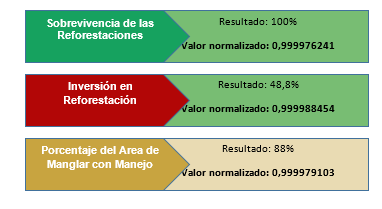 Sobrevivencia de las
Reforestaciones
Resultado: 100%
Valor normalizado: 0,999976241
Inversión en
Reforestación
Resultado: 48,8%
Valor normalizado: 0,999988454
Porcentaje del Area de
Manglar con Manejo
Resultado: 88%
Valor normalizado: 0,999979103